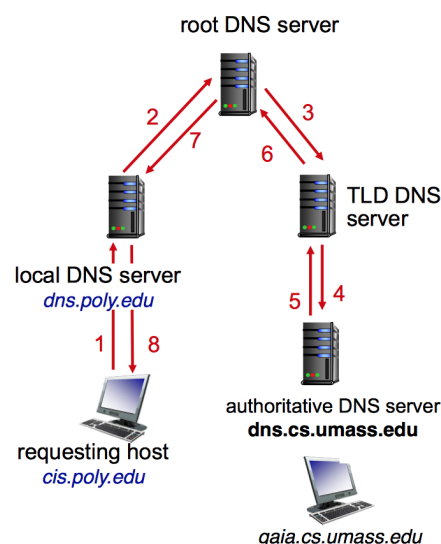 root DNS server
2
7
3
6
TLD DNS
server
local DNS server
dns.poly.edu
5
4
1
8
authoritative DNS server
dns.cs.umass.edu
requesting host
cis.poly.edu
gaia.cs.umass.edu